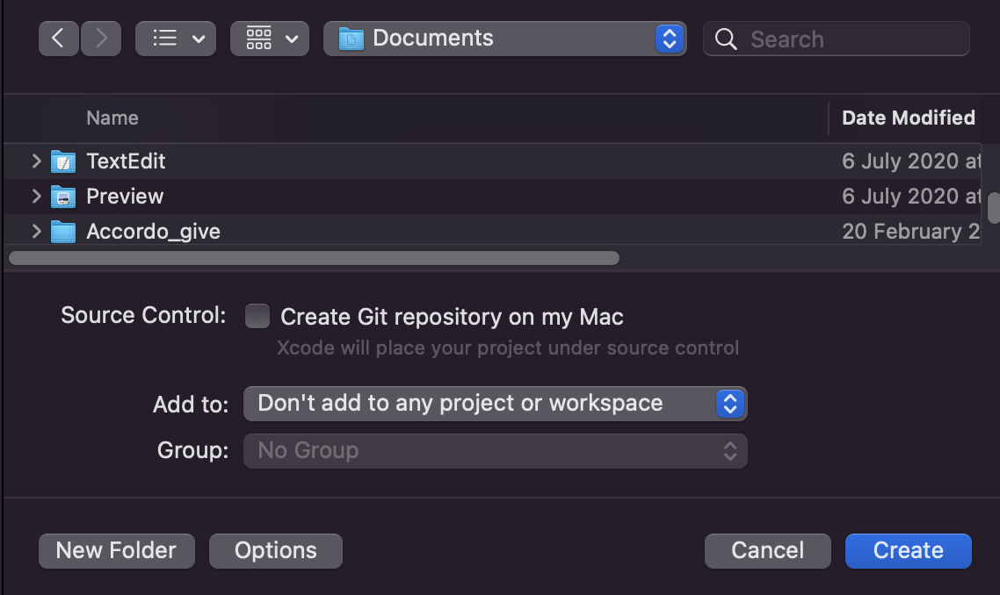 Documents
Search
Name Date Modified
TextEdit 6 July 2020 at
Preview 6 July 2020 at
Accordo_give 20 February 2
Source Control: Create Git repository on my Mac
Xcode will place your project under source control
Add to: Don't add to any project or workspace
Group: No Group
New Folder Options Cancel Create